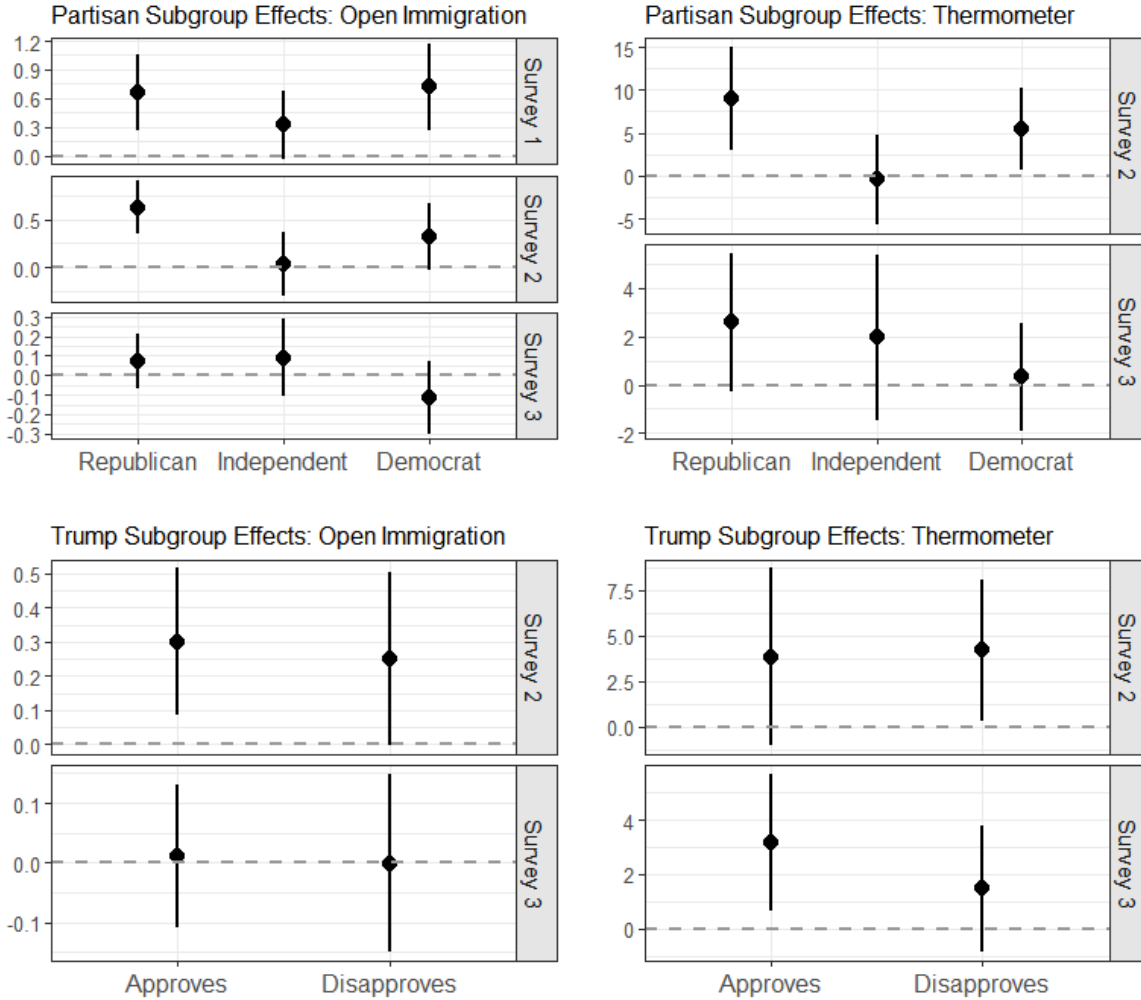 Partisan Subgroup Effects: Open Immigration
1.2
0.9
0.6
0.3
0.0
Survey 1
0.5
0.0
Survey 2
0.3
0.2
0.1
0.0
-0.1
-0.2
-0.3
Survey 3
Republican Independent Democrat
Partisan Subgroup Effects: Thermometer
15
10
5
0
-5
Survey 2
4
2
0
-2
Survey 3
Republican Independent Democrat
Trump Subgroup Effects: Open Immigration
0.5
0.4
0.3
0.2
0.1
0.0
Survey 2
0.1
0.0
-0.1
Survey 3
Approves Disapproves
Trump Subgroup Effects: Thermometer
7.5
5.0
2.5
0.0
Survey 2
4
2
0
Survey 3
Approves Disapproves